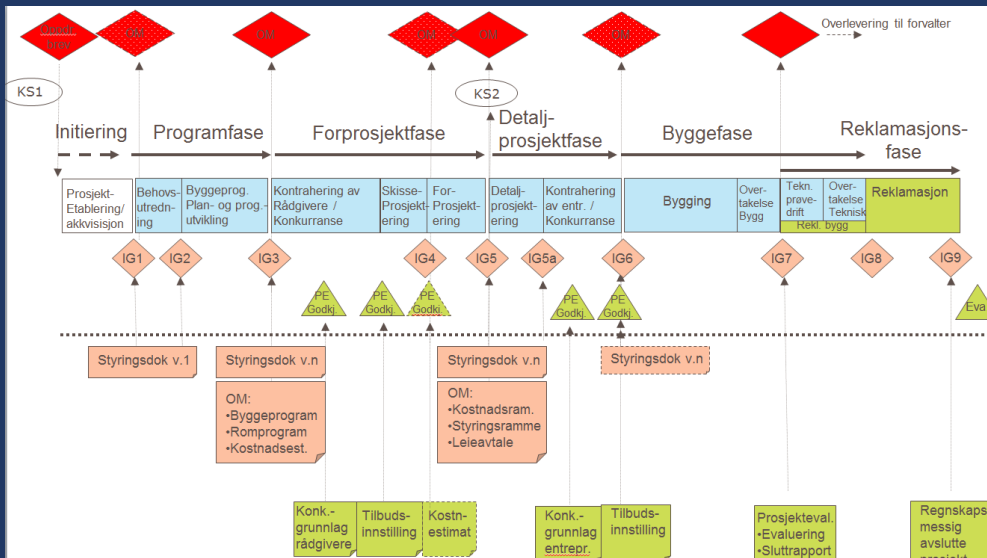 Overlevering til forvalter
brev
OM
OM
OM
OM
OM
KS1
KS2
Initiering
Programfase
Forprosjektfase
Detalj-
prosjektfase
Byggefase
Reklamasjons-
fase
Prosjekt-
Etablering/
akkvisisjon
Behovs-
utredn-
ing
Byggeprog.
Plan- og prog.-
utvikling
Kontrahering av
Rådgivere /
Konkurranse
Skisse-
Prosjekt-
ering
For-
Prosjekt-
ering
Detalj-
prosjekt-
ering
Kontrahering
av entr. /
Konkurranse
Bygging
Over-
takelse
Bygg
Tekn.
prøve-
drift
Over-
takelse
Teknisk
Rekl. bygg
Reklamasjon
IG1
IG2
IG3
IG4
IG5
IG5a
IG6
IG7
IG8
IG9
PE
Godkj.
PE
Godkj.
PE
Godkj.
PE
Godkj.
PE
Godkj.
Eva
Styringsdok v.1
Styringsdok v.n
Styringsdok v.n
Styringsdok v.n
OM:
•Byggeprogram
•Romprogram
•Kostnadsest.
OM:
•Kostnadsram.
•Styringsramme
•Leieavtale
Konk.-
grunnlag
rådgivere
Tilbuds-
innstilling
Kostn-
estimat
Konk.-
grunnlag
entrepr.
Tilbuds-
innstilling
Prosjekteval.
•Evaluering
•Sluttrapport
Regnskaps
messig
avslutte